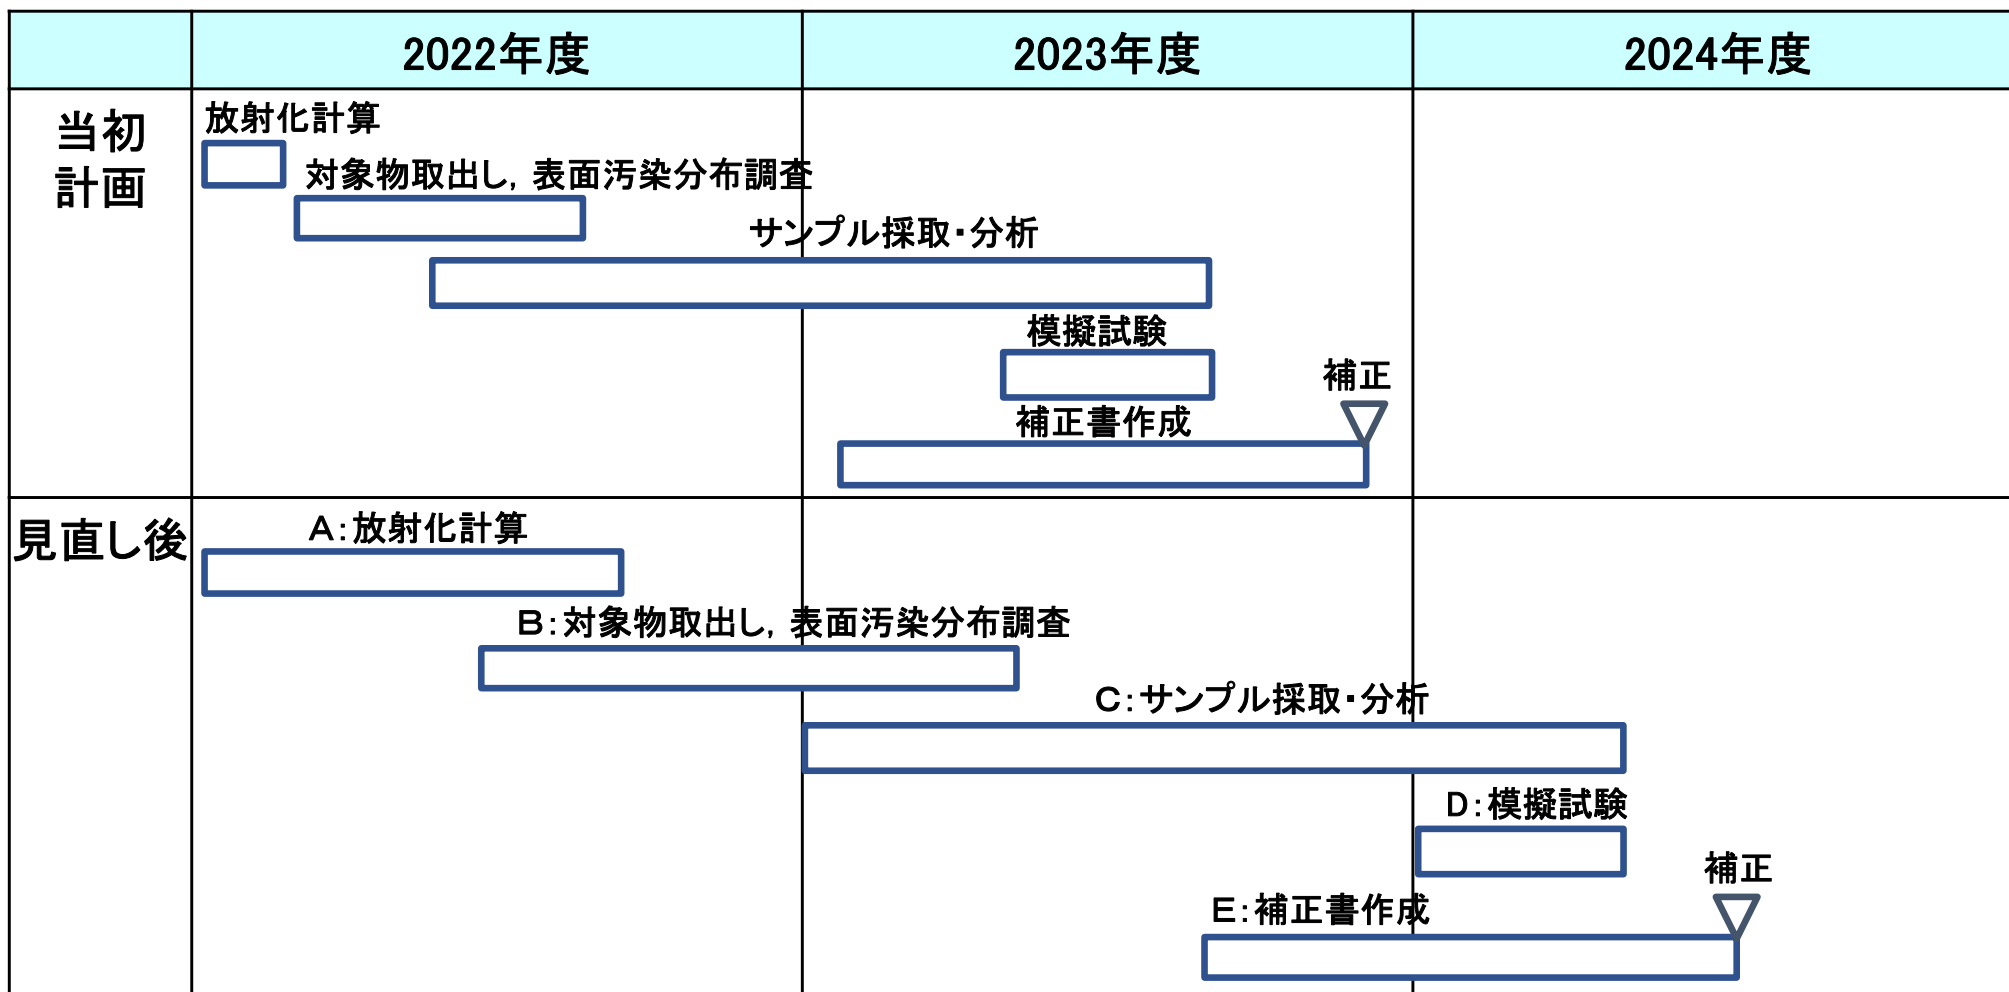 2022年度 2023年度 2024年度
当初
計画
放射化計算
対象物取出し，表面汚染分布調査
サンプル採取・分析
模擬試験
補正
補正書作成
見直し後
A：放射化計算
B：対象物取出し，表面汚染分布調査
C：サンプル採取・分析
D：模擬試験
補正
E：補正書作成